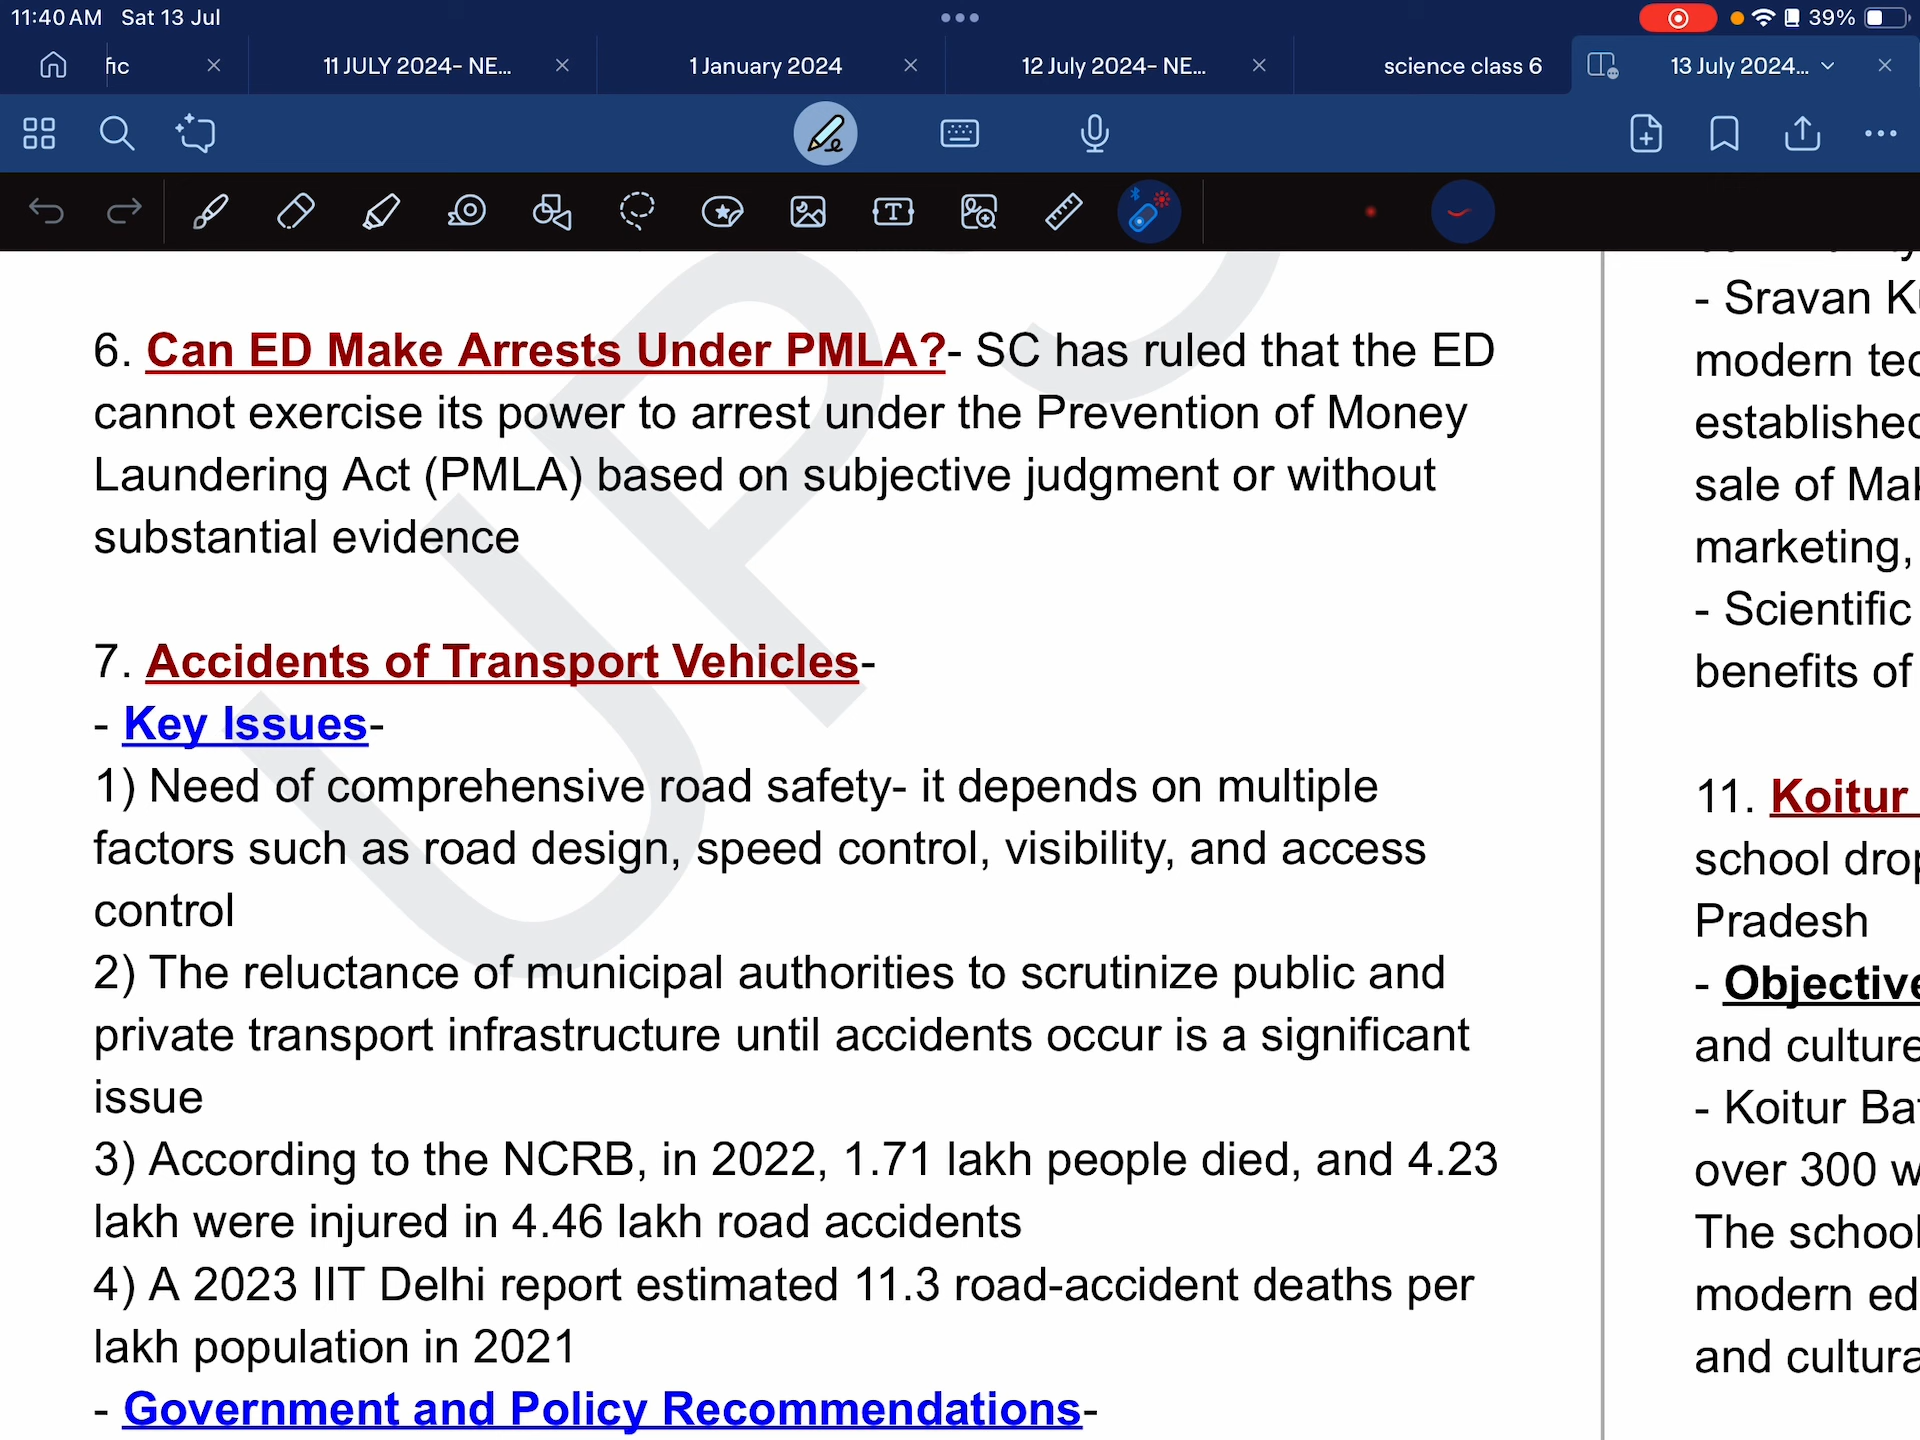 11:40 AM Sat 13 Jul
39%
fic
11 JULY 2024- NE...
1 January 2024
12 July 2024- NE...
science class 6
13 July 2024...
6. Can ED Make Arrests Under PMLA?- SC has ruled that the ED
cannot exercise its power to arrest under the Prevention of Money
Laundering Act (PMLA) based on subjective judgment or without
substantial evidence
7. Accidents of Transport Vehicles-
- Key Issues-
1) Need of comprehensive road safety- it depends on multiple
factors such as road design, speed control, visibility, and access
control
2) The reluctance of municipal authorities to scrutinize public and
private transport infrastructure until accidents occur is a significant
issue
3) According to the NCRB, in 2022, 1.71 lakh people died, and 4.23
lakh were injured in 4.46 lakh road accidents
4) A 2023 IIT Delhi report estimated 11.3 road-accident deaths per
lakh population in 2021
- Government and Policy Recommendations-
- Sravan
modern
established
sale of
marketing,
- Scientific
benefits of
11. Koitur
school
Pradesh
- Objective
and culture
- Koitur
over 300
The school
modern
and
UP